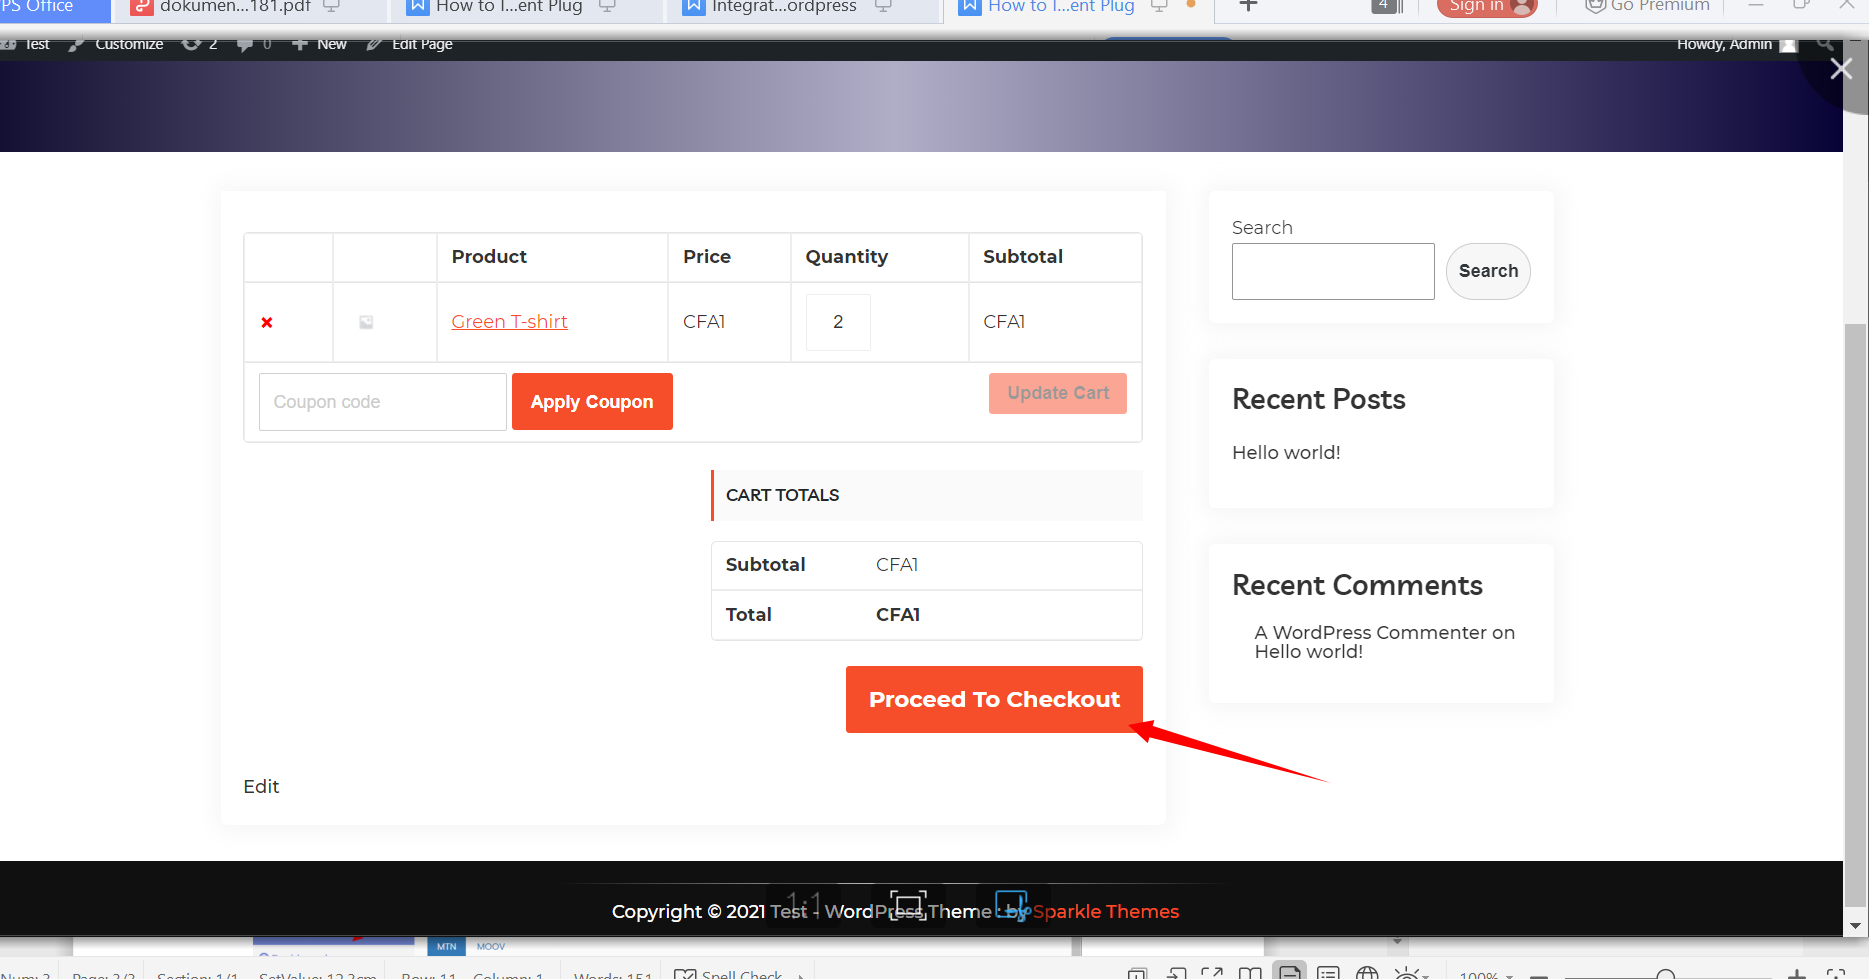 PS Office dokumen...181.pdf How to I...ent Plug Integrat...ordpress How to I...ent Plug 4 Sign in Go Premium
Test Customize 2 0 New Edit Page Howdy, Admin
Product Price Quantity Subtotal
Green T-shirt CFA1 2 CFA1
Coupon code Apply Coupon Update Cart
CART TOTALS
Subtotal CFA1
Total CFA1
Proceed To Checkout
Edit
Search
Search
Recent Posts
Hello world!
Recent Comments
A WordPress Commenter on
Hello world!
1:1
Copyright © 2021 Test - WordPress Theme : by Sparkle Themes
MTN MOOV
Num: 3 Page: 3/3 Section: 1/1 SetValue: 12.3cm Row: 11 Column: 1 Words: 151 Spell Check 100%